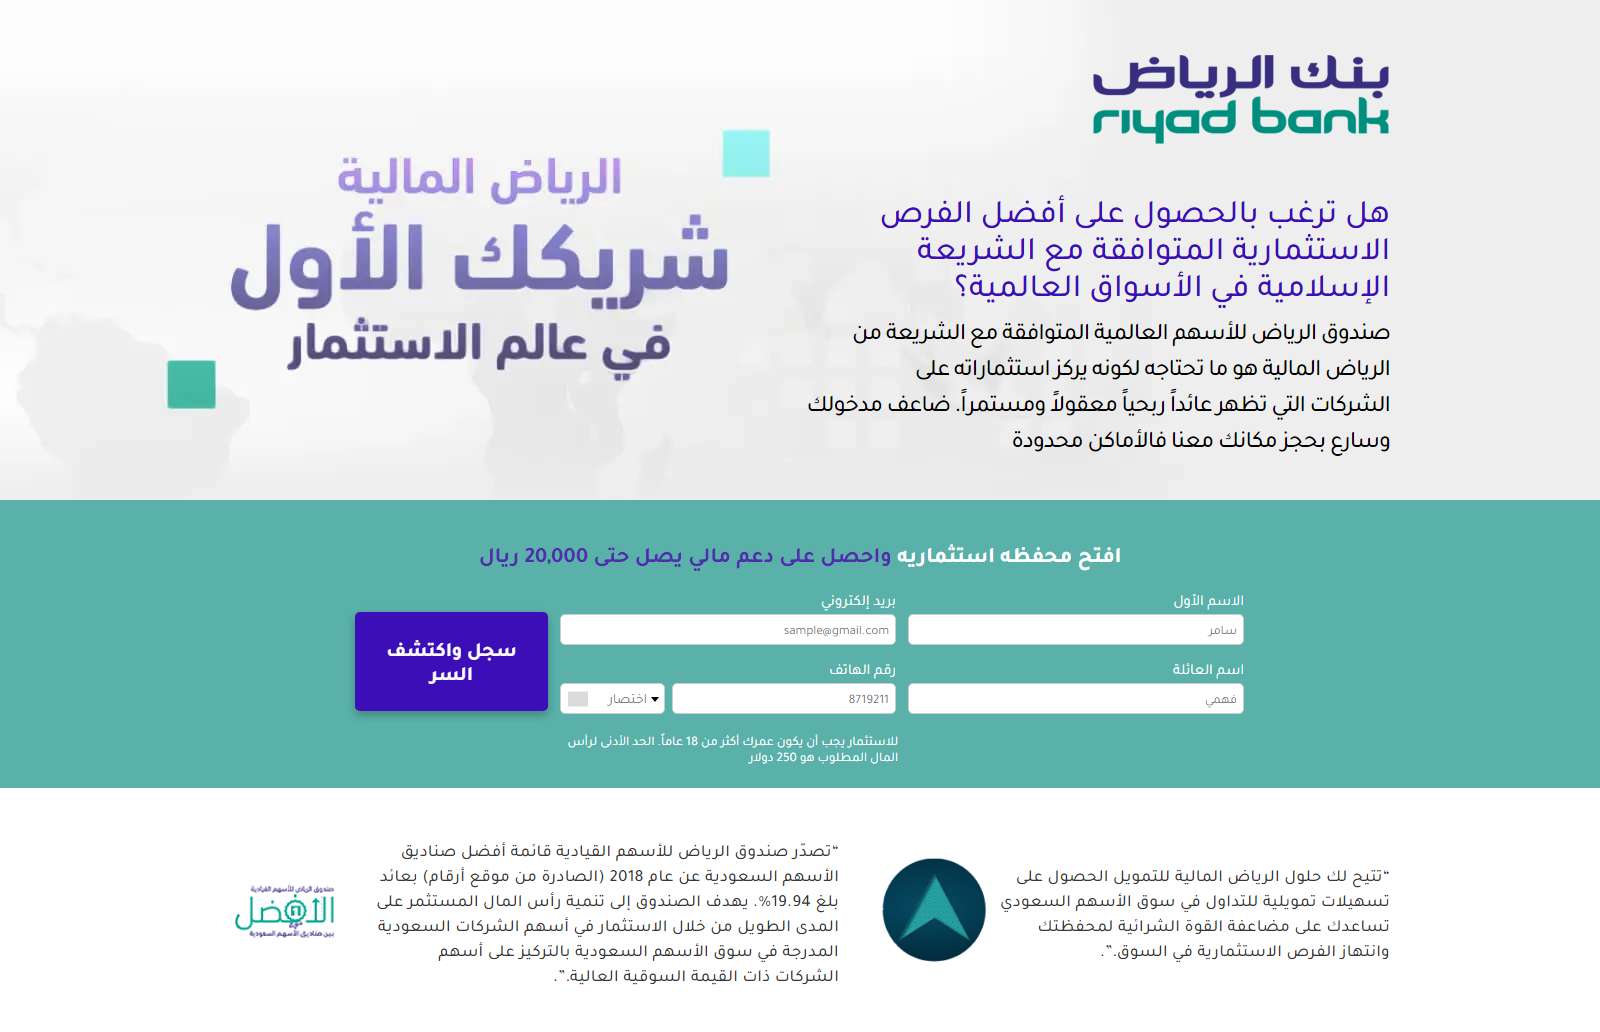 بنك الرياض
riyad bank
هل ترغب بالحصول على أفضل الفرص
الاستثمارية المتوافقة مع الشريعة
الإسلامية في الأسواق العالمية؟
صندوق الرياض للأسهم العالمية المتوافقة مع الشريعة من
الرياض المالية هو ما تحتاجه لكونه يركز استثماراته على
الشركات التي تظهر عائداً ربحياً معقولاً ومستمراً. ضاعف مدخولك
وسارع بحجز مكانك معنا فالأماكن محدودة
الرياض المالية
شريكك الأول
في عالم الاستثمار
افتح محفظه استثماريه واحصل على دعم مالي يصل حتى 20,000 ريال
الاسم الأول
سامر
بريد إلكتروني
sample@gmail.com
اسم العائلة
فهمي
رقم الهاتف
8719211
اختصار
سجل واكتشف
السر
للاستثمار يجب أن يكون عمرك أكثر من 18 عاماً. الحد الأدنى لرأس
المال المطلوب هو 250 دولار
“تتيح لك حلول الرياض المالية للتمويل الحصول على
تسهيلات تمويلية للتداول في سوق الأسهم السعودي
تساعدك على مضاعفة القوة الشرائية لمحفظتك
وانتهاز الفرص الاستثمارية في السوق.”.
“تصدّر صندوق الرياض للأسهم القيادية قائمة أفضل صناديق
الأسهم السعودية عن عام 2018 (الصادرة من موقع أرقام) بعائد
بلغ 19.94%. يهدف الصندوق إلى تنمية رأس المال المستثمر على
المدى الطويل من خلال الاستثمار في أسهم الشركات السعودية
المدرجة في سوق الأسهم السعودية بالتركيز على أسهم
الشركات ذات القيمة السوقية العالية.”.
صندوق الرياض للأسهم القيادية
الأفضل
بين صناديق الأسهم السعودية